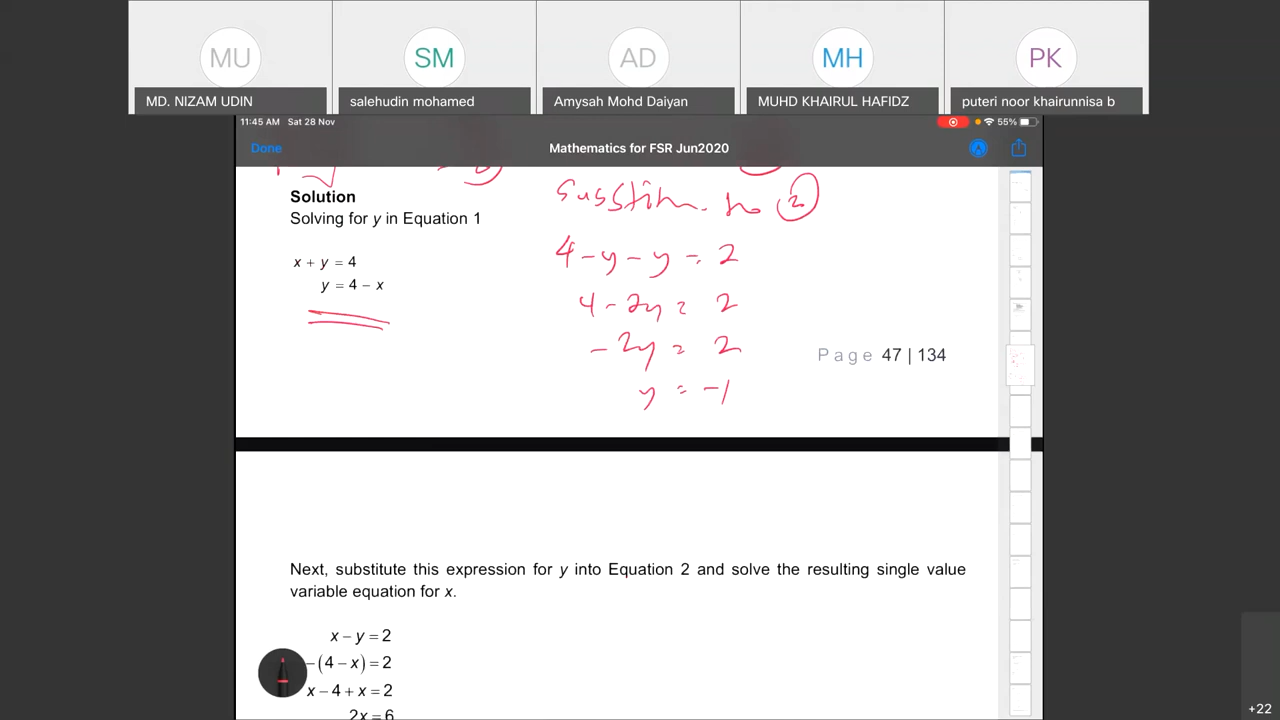 MU
SM
AD
MH
PK
MD. NIZAM UDIN
salehudin mohamed
Amysah Mohd Daiyan
MUHD KHAIRUL HAFIDZ
puteri noor khairunnisa b
11:45 AM Sat 28 Nov
55%
Done
Mathematics for FSR Jun2020
Solution
Solving for y in Equation 1
x + y = 4
y = 4 − x
2
4 - y - y = 2
4 - 2y = 2
- 2y = 2
y = -1
Page 47 | 134
Next, substitute this expression for y into Equation 2 and solve the resulting single value
variable equation for x.
x − y = 2
−(4 − x) = 2
x − 4 + x = 2
2x = 6
+22